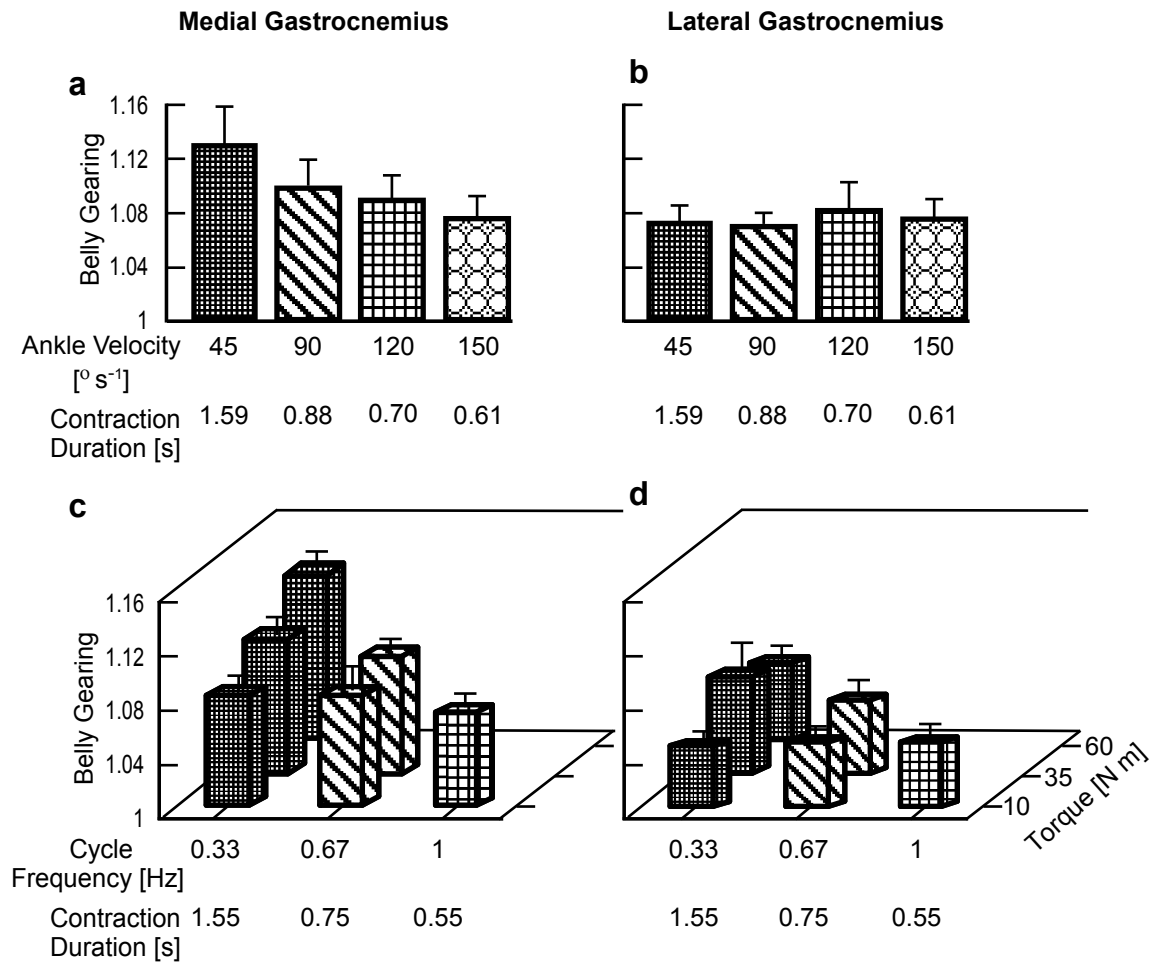 Medial Gastrocnemius
Lateral Gastrocnemius
a
b
1.16
1.12
1.08
1.04
1
Belly Gearing
Ankle Velocity 45 90 120 150 45 90 120 150
[º s-1]
Contraction 1.59 0.88 0.70 0.61 1.59 0.88 0.70 0.61
Duration [s]
c
d
1.16
1.12
1.08
1.04
1
Belly Gearing
60
35
10
Torque [N m]
Cycle 0.33 0.67 1 0.33 0.67 1
Frequency [Hz]
Contraction 1.55 0.75 0.55 1.55 0.75 0.55
Duration [s]